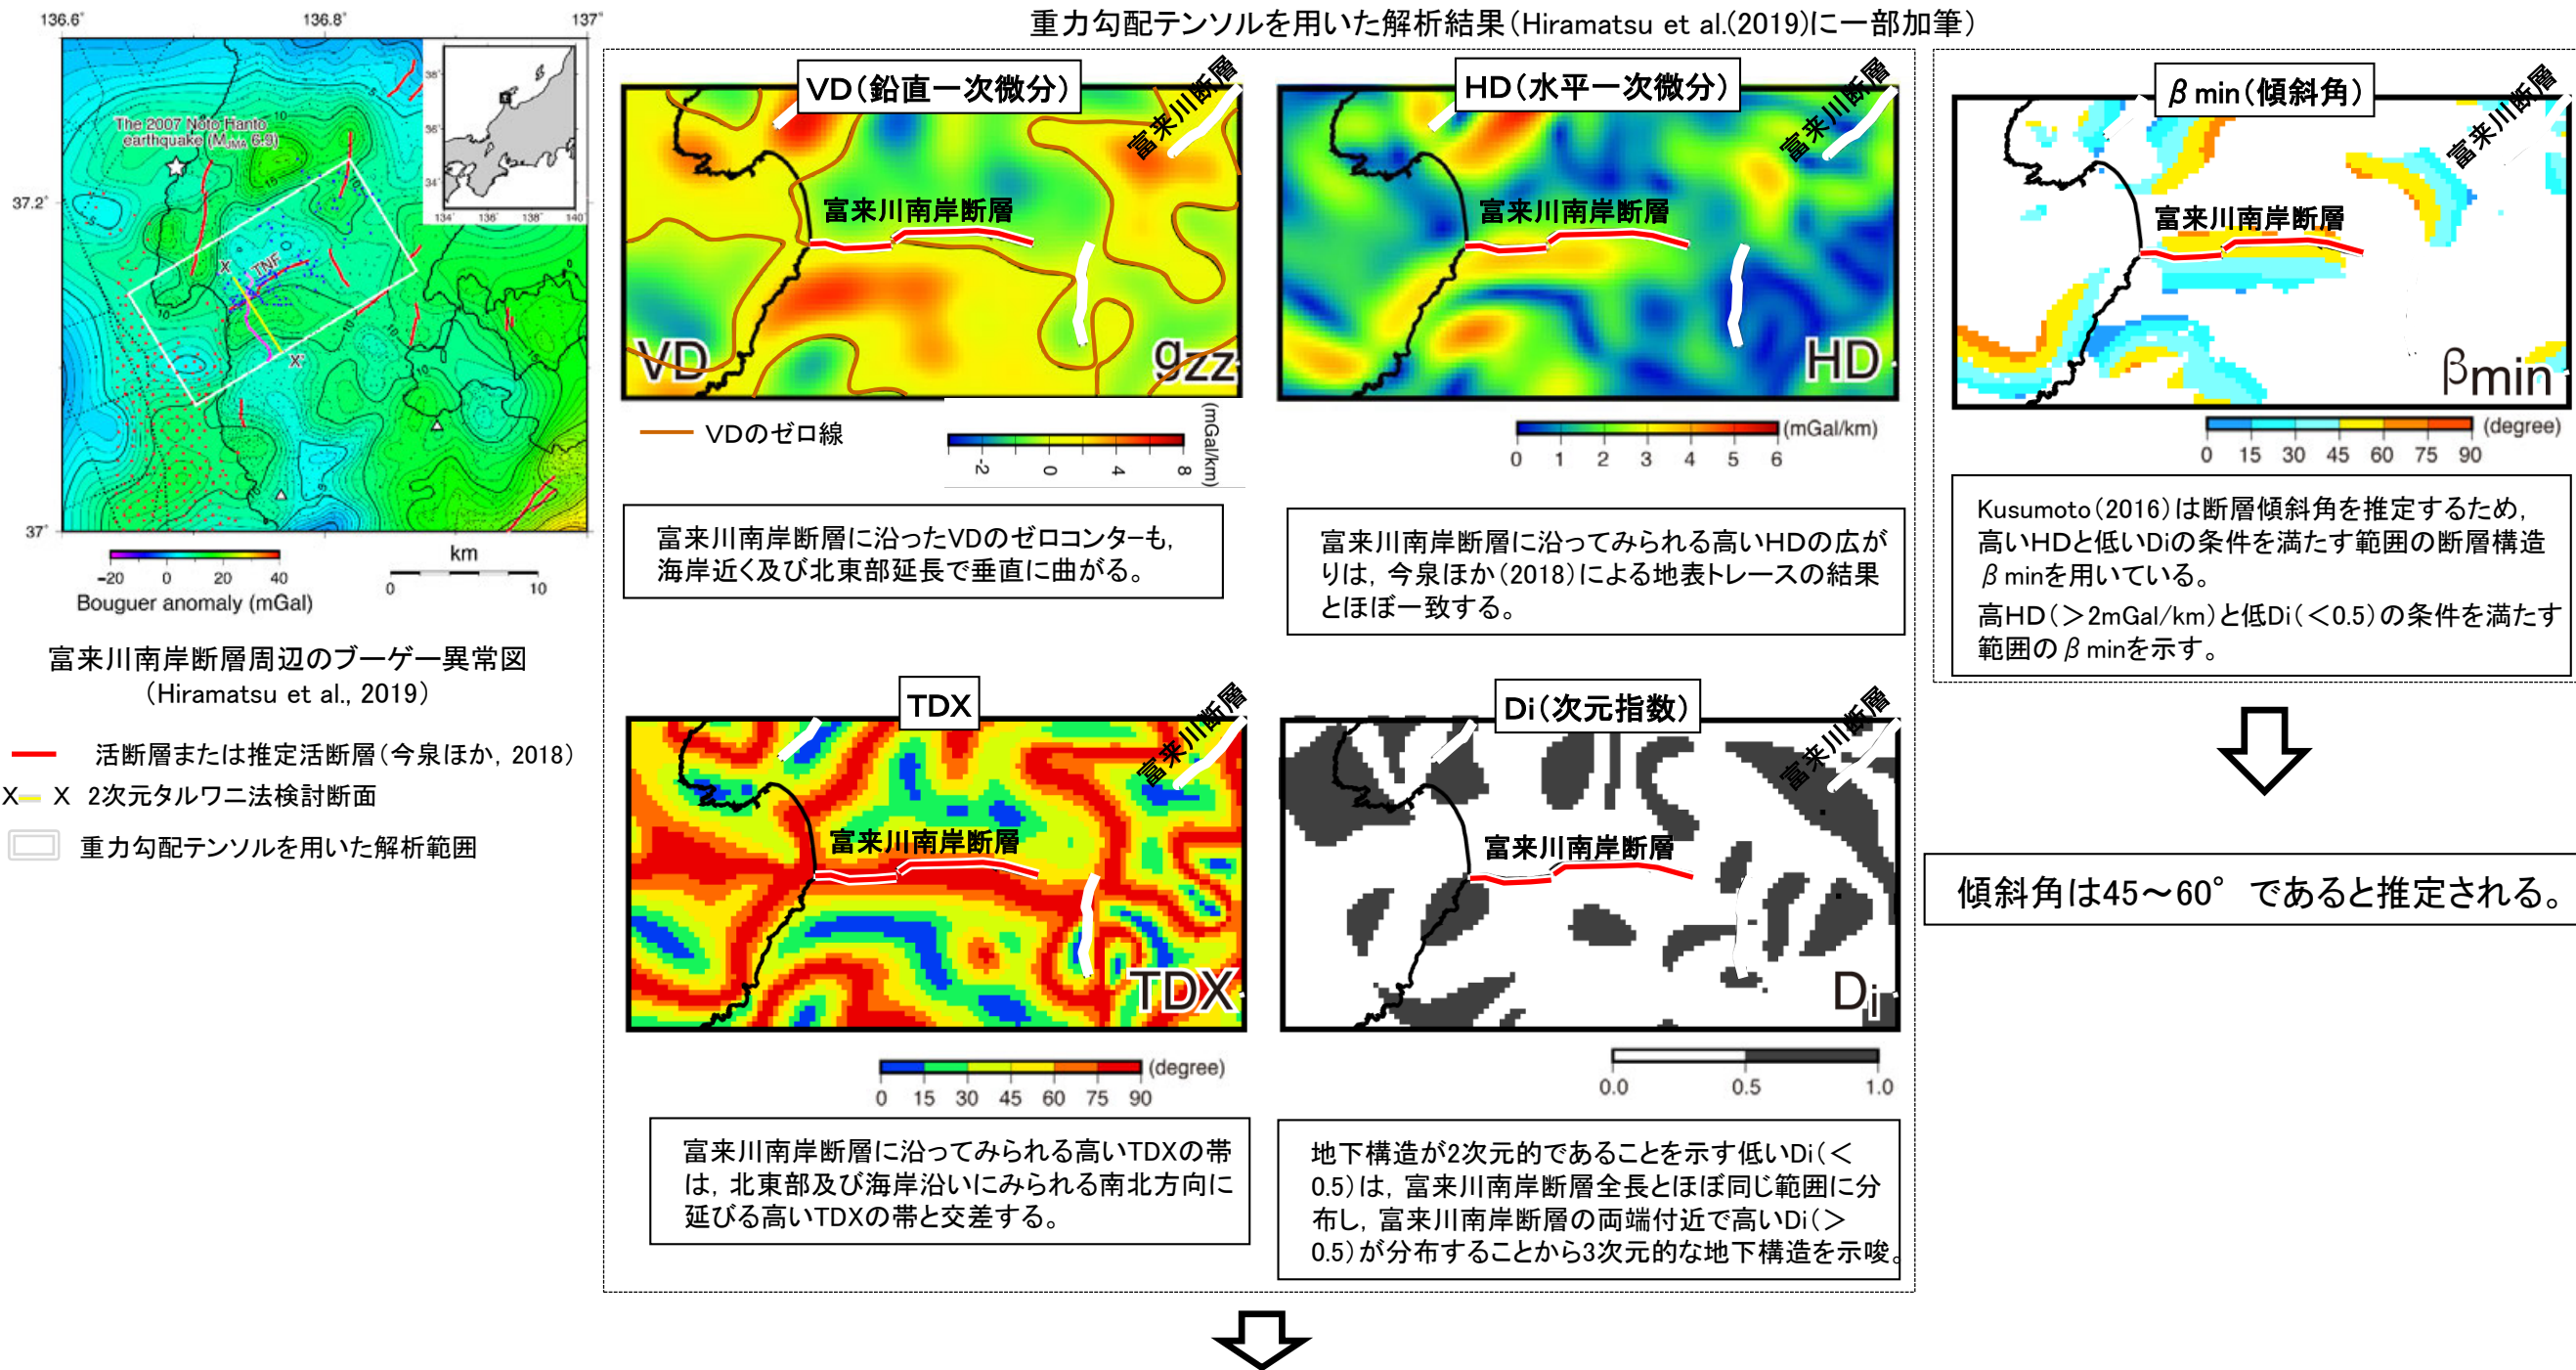 重力勾配テンソルを用いた解析結果（Hiramatsu et al.(2019)に一部加筆）
136.6°
136.8°
137°
37.2°
37°
The 2007 Noto Hanto
earthquake (MJMA 6.9)
38°
36°
34°
134°
136°
138°
140°
X
TNF
X'
10
15
10
10
10
-20
0
20
40
Bouguer anomaly (mGal)
km
0
10
富来川南岸断層周辺のブーゲー異常図
（Hiramatsu et al., 2019）
活断層または推定活断層（今泉ほか，2018）
X X 2次元タルワニ法検討断面
重力勾配テンソルを用いた解析範囲
VD（鉛直一次微分）
富来川断層
富来川南岸断層
VD
gzz
VDのゼロ線
-2
0
4
8
(mGal/km)
富来川南岸断層に沿ったVDのゼロコンターも，
海岸近く及び北東部延長で垂直に曲がる。
HD（水平一次微分）
富来川断層
富来川南岸断層
HD
0
1
2
3
4
5
6
(mGal/km)
富来川南岸断層に沿ってみられる高いHDの広が
りは，今泉ほか（2018）による地表トレースの結果
とほぼ一致する。
TDX
富来川断層
富来川南岸断層
TDX
0
15
30
45
60
75
90
(degree)
富来川南岸断層に沿ってみられる高いTDXの帯
は，北東部及び海岸沿いにみられる南北方向に
延びる高いTDXの帯と交差する。
Di（次元指数）
富来川断層
富来川南岸断層
Di
0.0
0.5
1.0
地下構造が2次元的であることを示す低いDi（＜
0.5）は，富来川南岸断層全長とほぼ同じ範囲に分
布し，富来川南岸断層の両端付近で高いDi（＞
0.5）が分布することから3次元的な地下構造を示唆。
βmin（傾斜角）
富来川断層
富来川南岸断層
βmin
0
15
30
45
60
75
90
(degree)
Kusumoto（2016）は断層傾斜角を推定するため，
高いHDと低いDiの条件を満たす範囲の断層構造
βminを用いている。
高HD（＞2mGal/km）と低Di（＜0.5）の条件を満たす
範囲のβminを示す。
傾斜角は45～60°であると推定される。